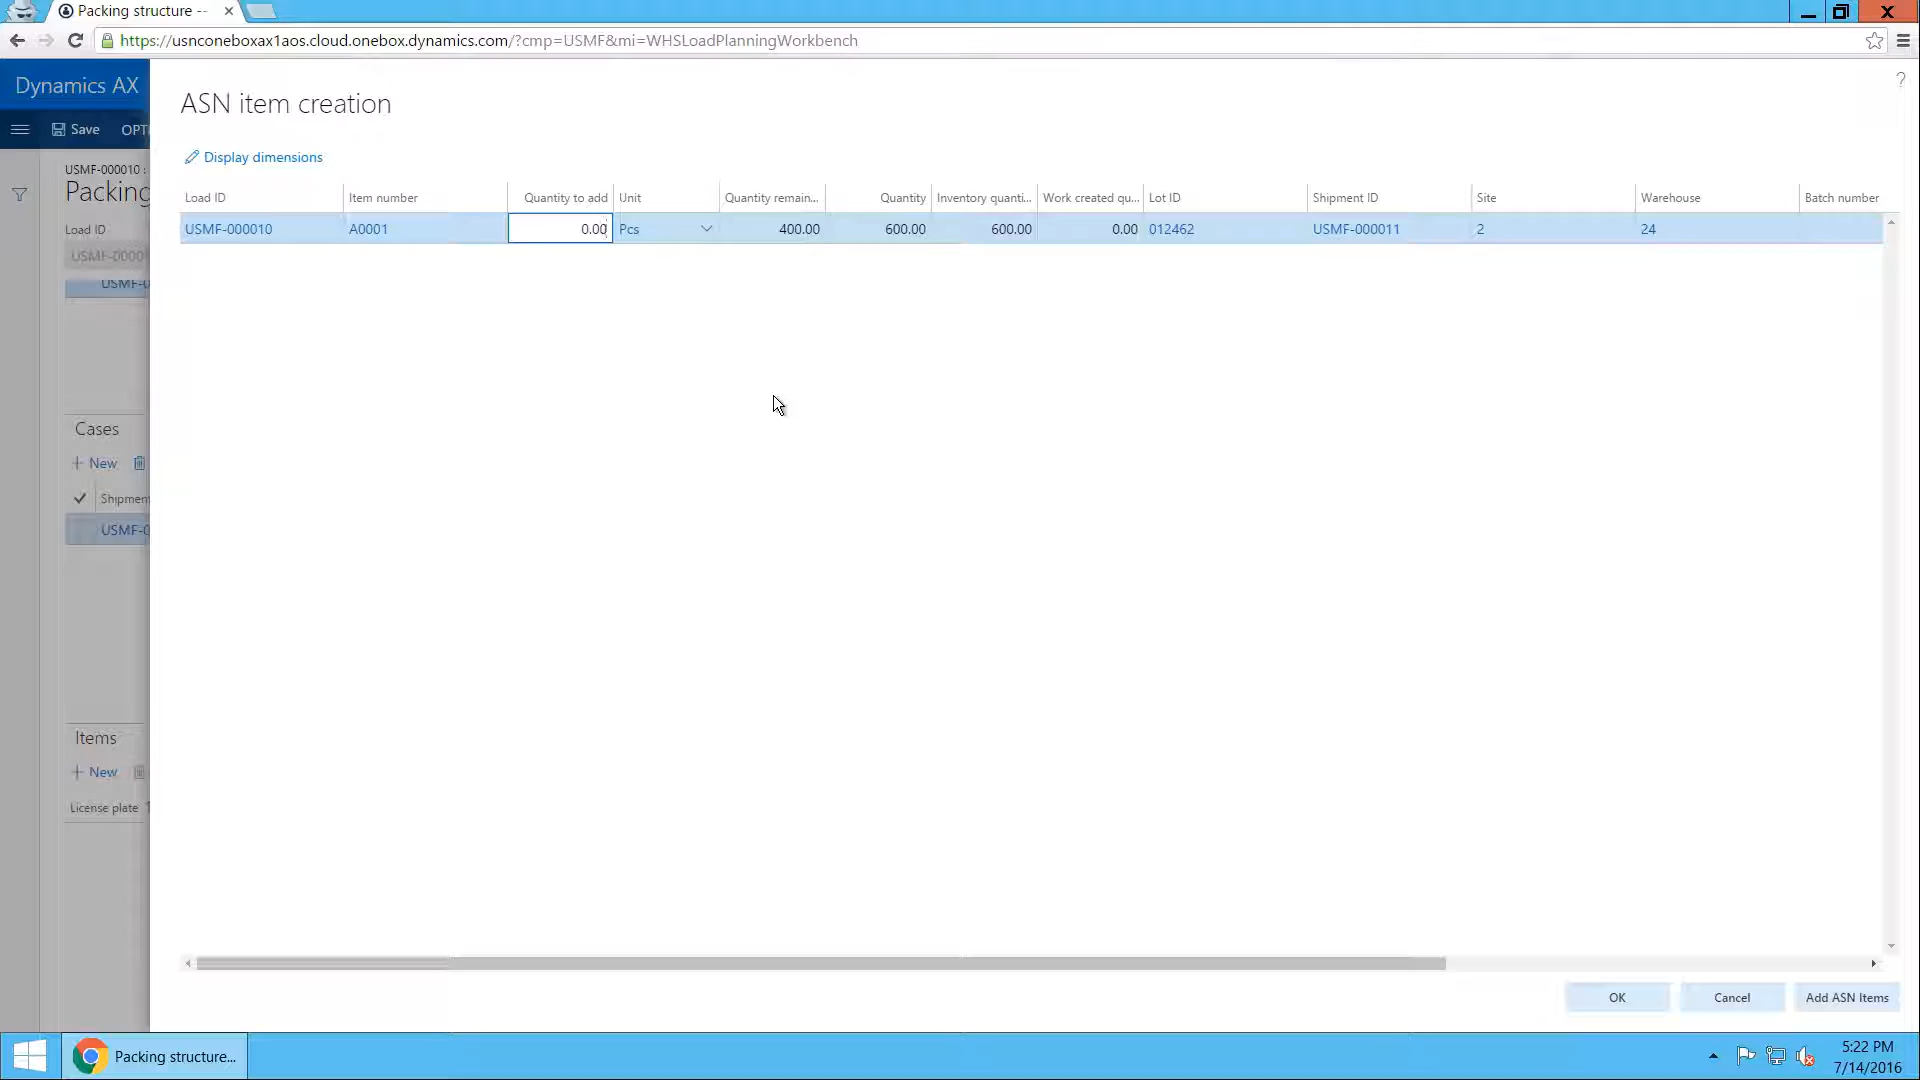 Packing structure --
https://usnconeboxax1aos.cloud.onebox.dynamics.com/?cmp=USMF&mi=WHSLoadPlanningWorkbench
Dynamics AX
?
ASN item creation
Save OPTI
Display dimensions
USMF-000010 :
Packing
Load ID Item number Quantity to add Unit Quantity remain... Quantity Inventory quanti... Work created qu... Lot ID Shipment ID Site Warehouse Batch number
USMF-000010 A0001 0.00 Pcs 400.00 600.00 600.00 0.00 012462 USMF-000011 2 24
Load ID
USMF-0000
USMF-0
Cases
+ New
Shipment
USMF-0
Items
+ New
License plate
OK Cancel Add ASN Items
Packing structure...
5:22 PM
7/14/2016